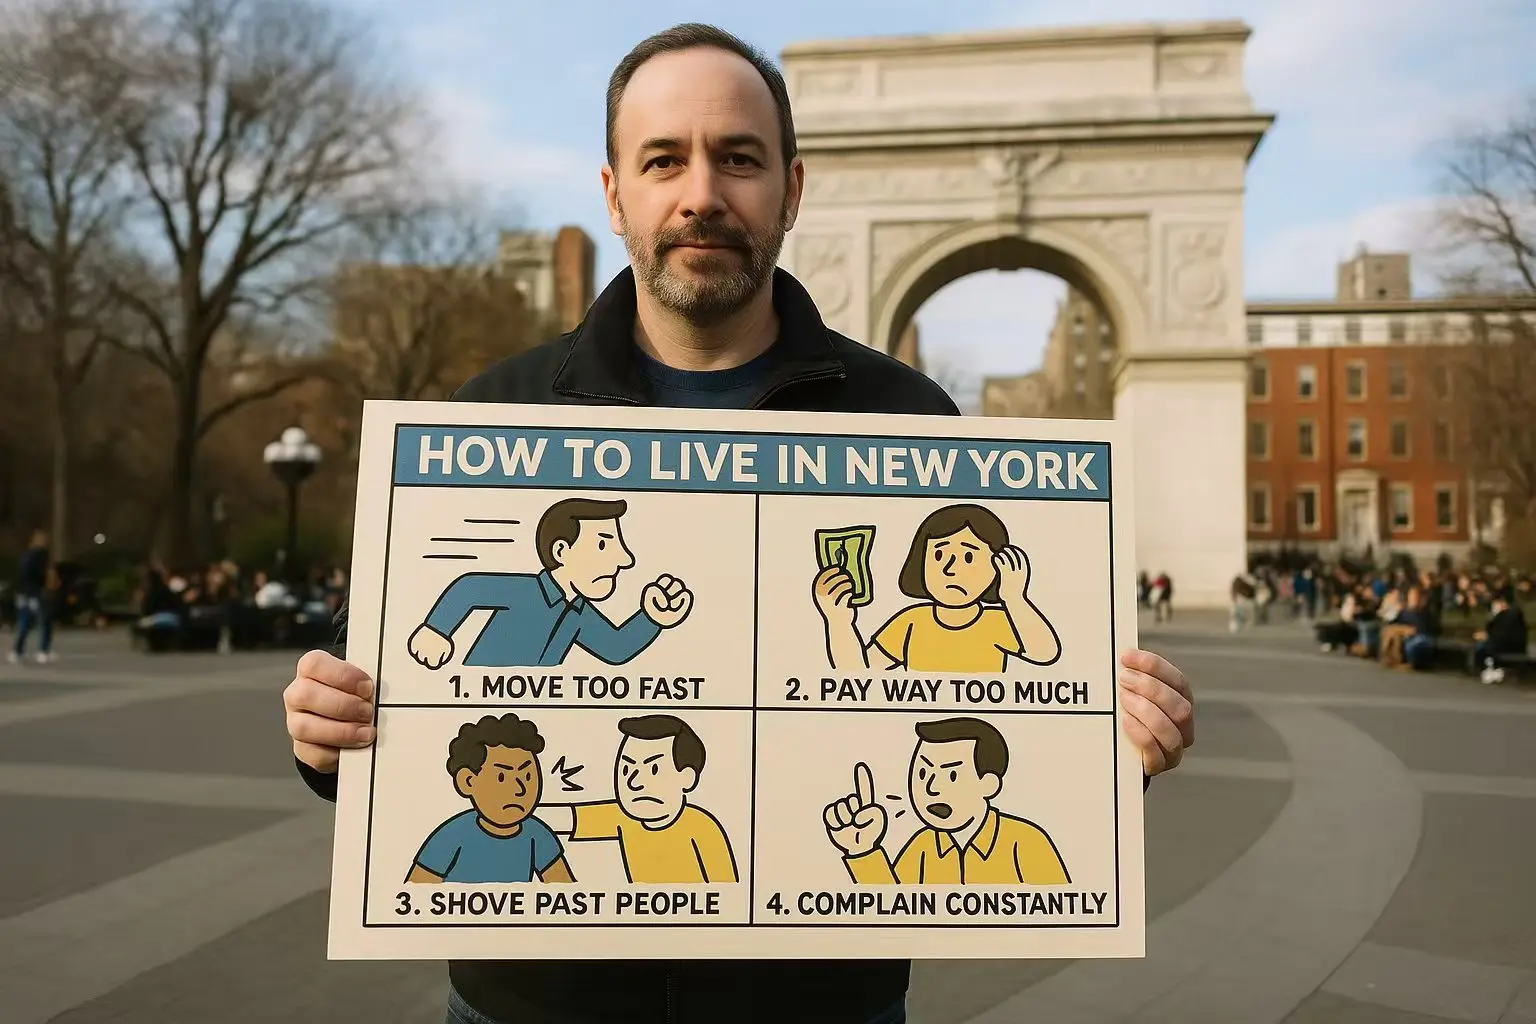 HOW TO LIVE IN NEW YORK
1. MOVE TOO FAST
2. PAY WAY TOO MUCH
3. SHOVE PAST PEOPLE
4. COMPLAIN CONSTANTLY